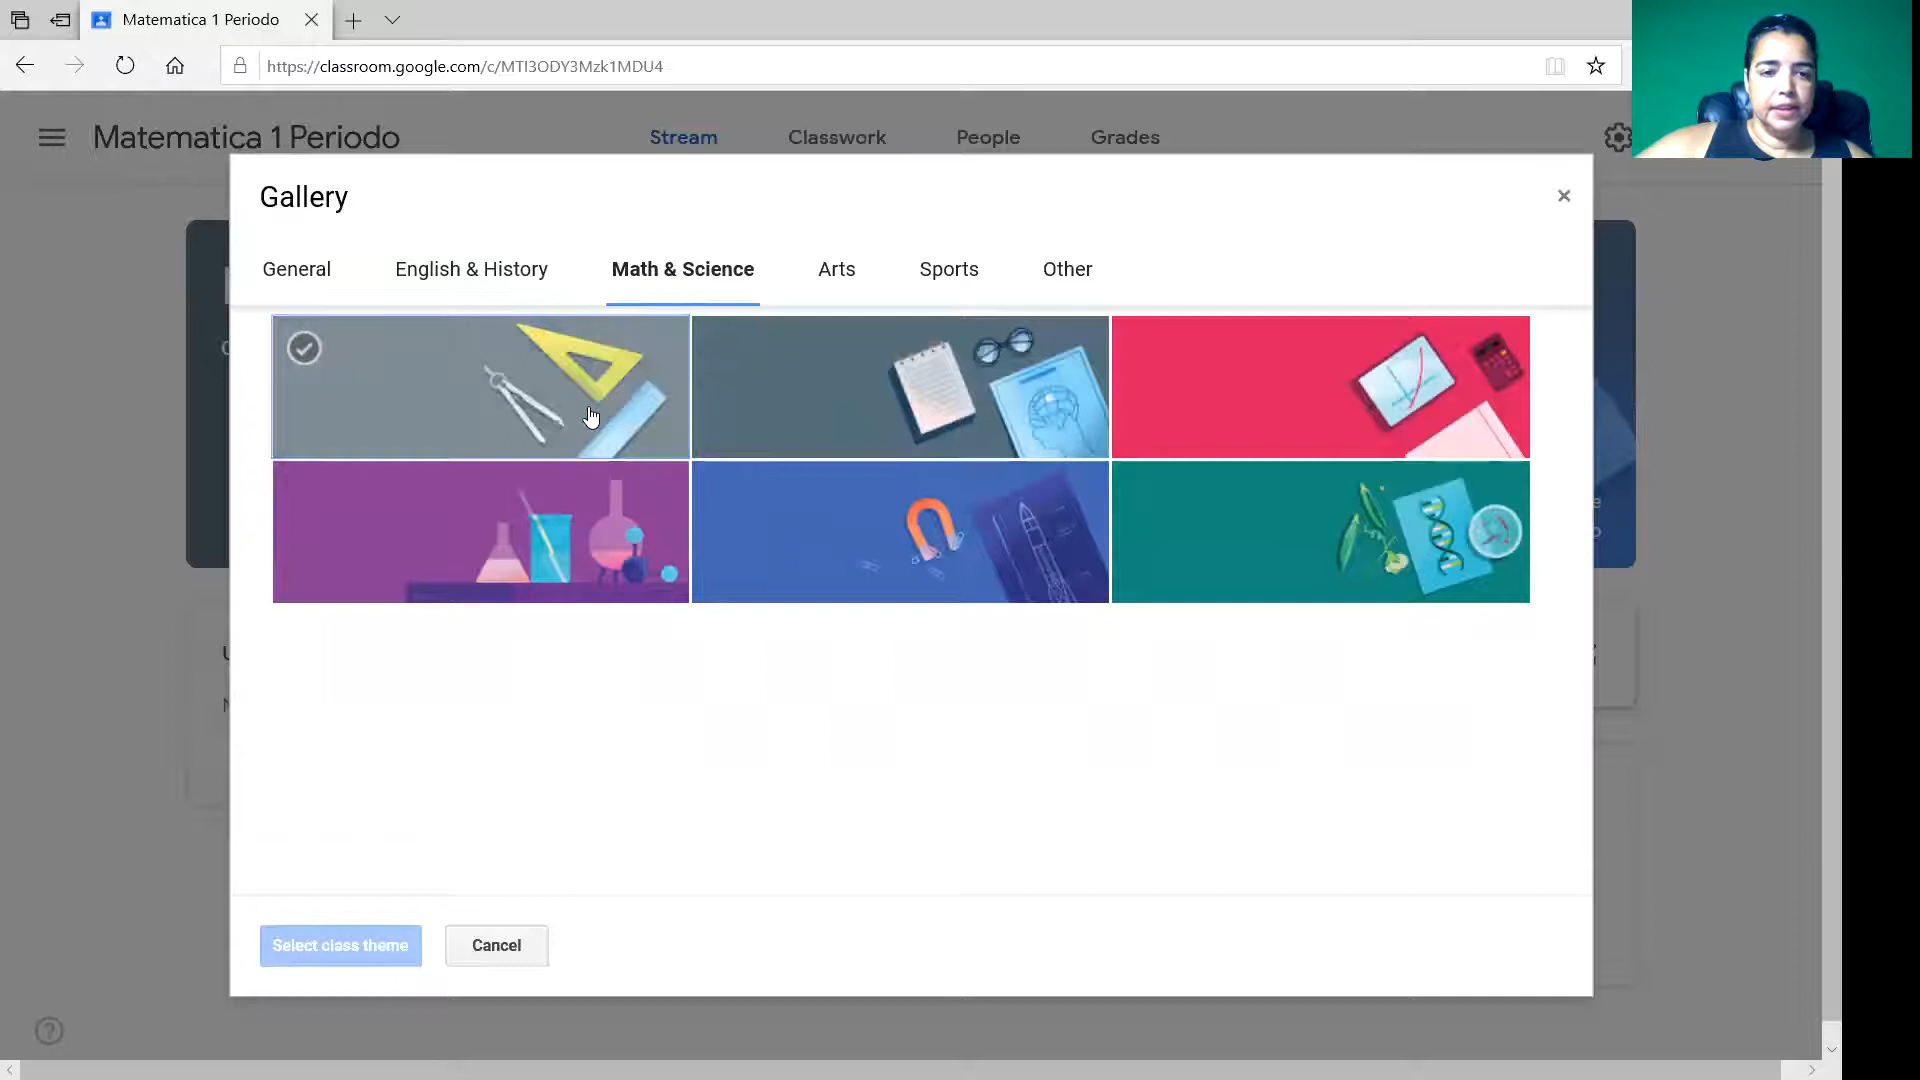 Matematica 1 Periodo
https://classroom.google.com/c/MTI3ODY3Mzk1MDU4
Matematica 1 Periodo
Stream
Classwork
People
Grades
Gallery
General
English & History
Math & Science
Arts
Sports
Other
Select class theme
Cancel